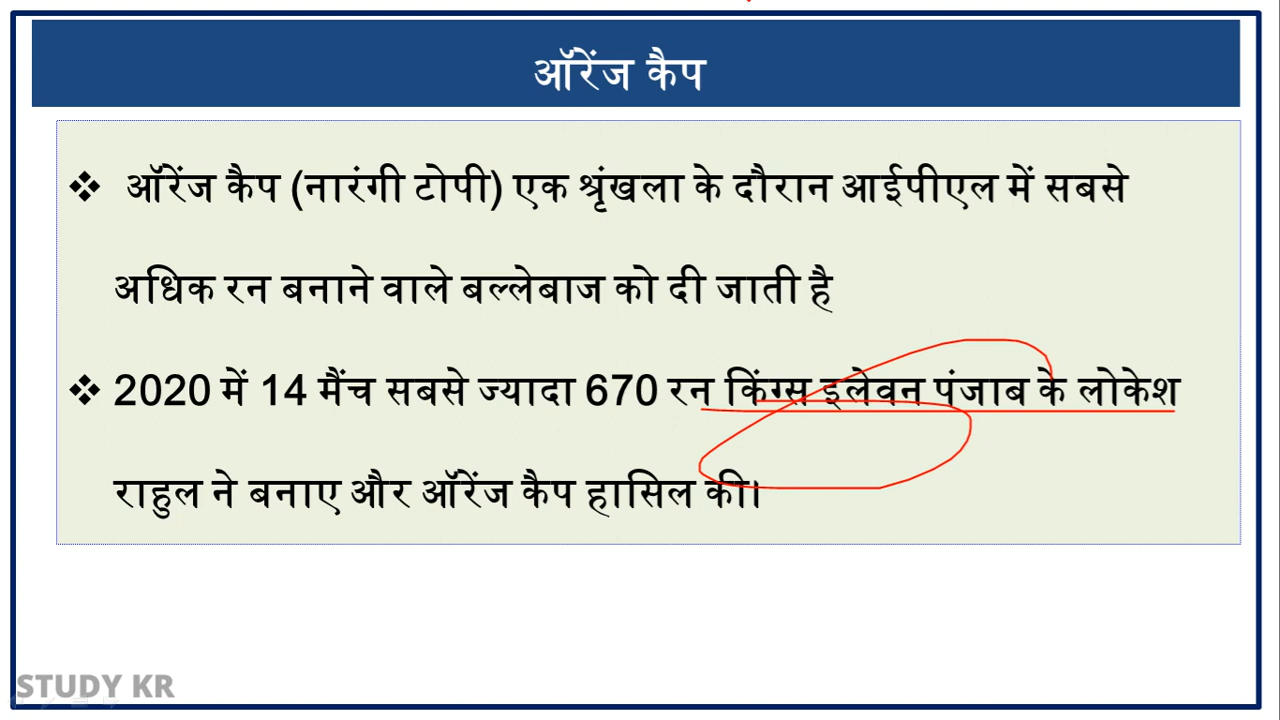 ऑरेंज कैप
❖ ऑरेंज कैप (नारंगी टोपी) एक श्रृंखला के दौरान आईपीएल में सबसे
अधिक रन बनाने वाले बल्लेबाज को दी जाती है
❖ 2020 में 14 मैंच सबसे ज्यादा 670 रन किंग्स इलेवन पंजाब के लोकेश
राहुल ने बनाए और ऑरेंज कैप हासिल की।
STUDY KR